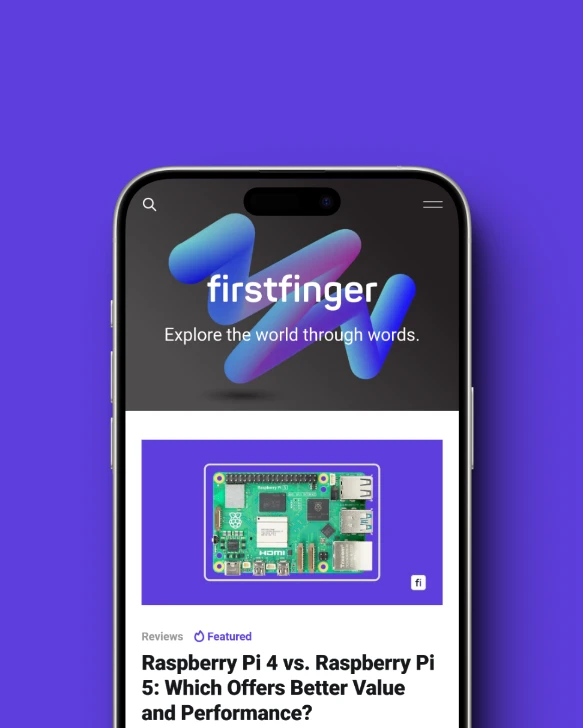 firstfinger
Explore the world through words.
HDMI
fi
Reviews
Featured
Raspberry Pi 4 vs. Raspberry Pi
5: Which Offers Better Value
and Performance?